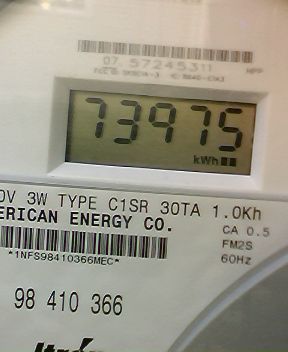 07. 57245311
73975
kWh
0V 3W TYPE C1SR 30TA 1.0Kh
ERICAN ENERGY CO.
CA 0.5
FM2S
*1NFS98410366MEC*
60Hz
98 410 366
Itron